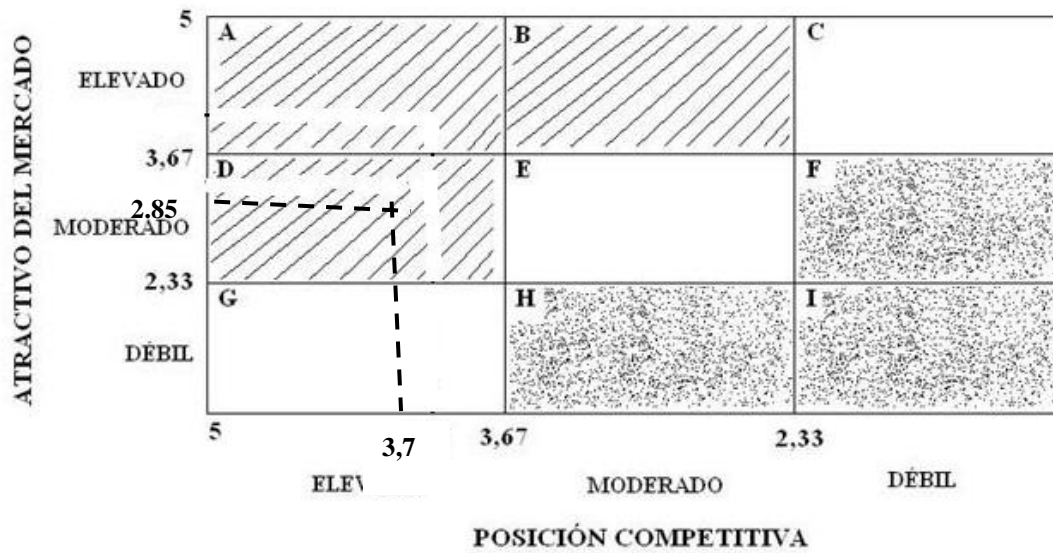 ATRACTIVO DEL MERCADO
5
A
B
C
ELEVADO
3,67
D
E
F
2.85
MODERADO
2,33
G
H
I
DÉBIL
5
3,7
3,67
2,33
ELEV
MODERADO
DÉBIL
POSICIÓN COMPETITIVA